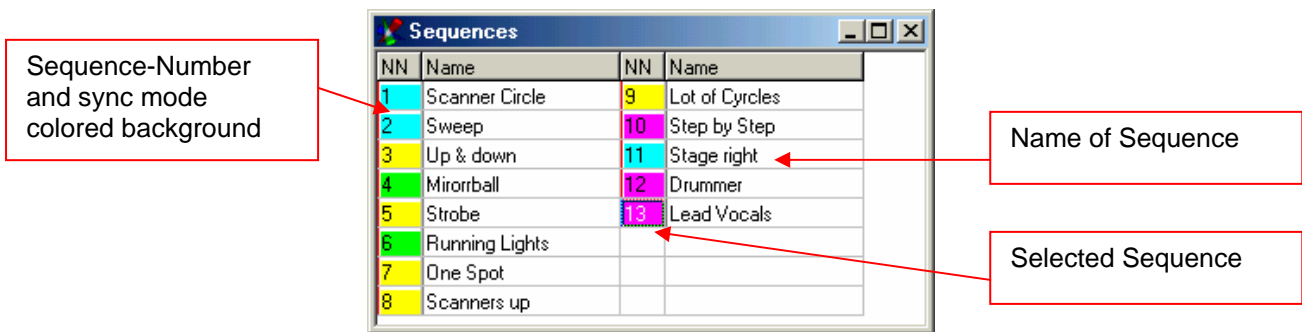 Sequences
Sequence-Number
and sync mode
colored background
NN Name NN Name
1 Scanner Circle 9 Lot of Cyrcles
2 Sweep 10 Step by Step
3 Up & down 11 Stage right
4 Mirorrball 12 Drummer
5 Strobe 13 Lead Vocals
6 Running Lights
7 One Spot
8 Scanners up
Name of Sequence
Selected Sequence